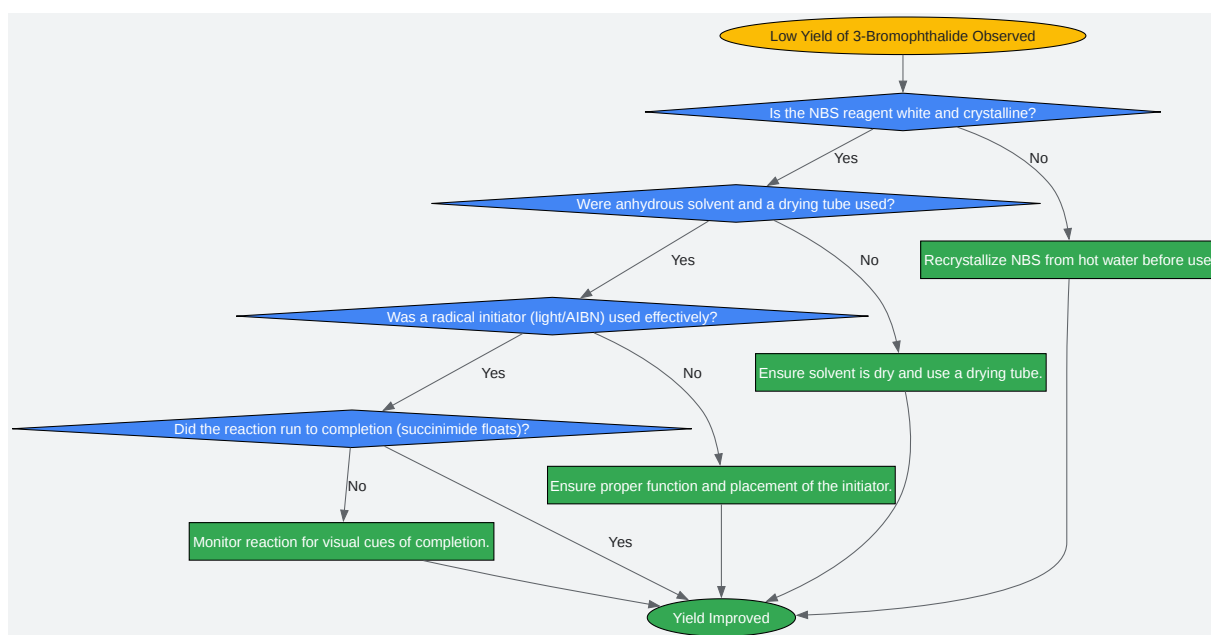 Low Yield of 3-Bromophthalide Observed
Is the NBS reagent white and crystalline?
Yes
No
Were anhydrous solvent and a drying tube used?
Yes
No
Recrystallize NBS from hot water before use
Was a radical initiator (light/AIBN) used effectively?
Yes
No
Ensure solvent is dry and use a drying tube.
Did the reaction run to completion (succinimide floats)?
No
Yes
Ensure proper function and placement of the initiator.
Monitor reaction for visual cues of completion.
Yield Improved